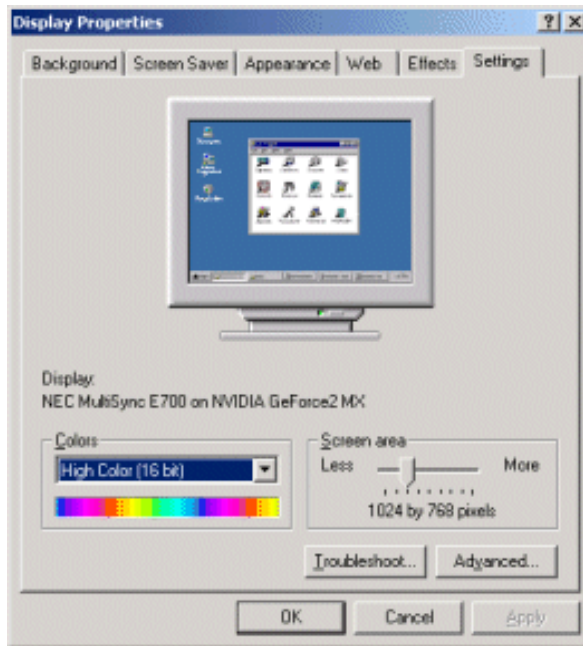 Display Properties
Background Screen Saver Appearance Web Effects Settings
Display:
NEC MultiSync E700 on NVIDIA GeForce2 MX
Colors
High Color (16 bit)
Screen area
Less More
1024 by 768 pixels
Troubleshoot... Advanced...
OK Cancel Apply